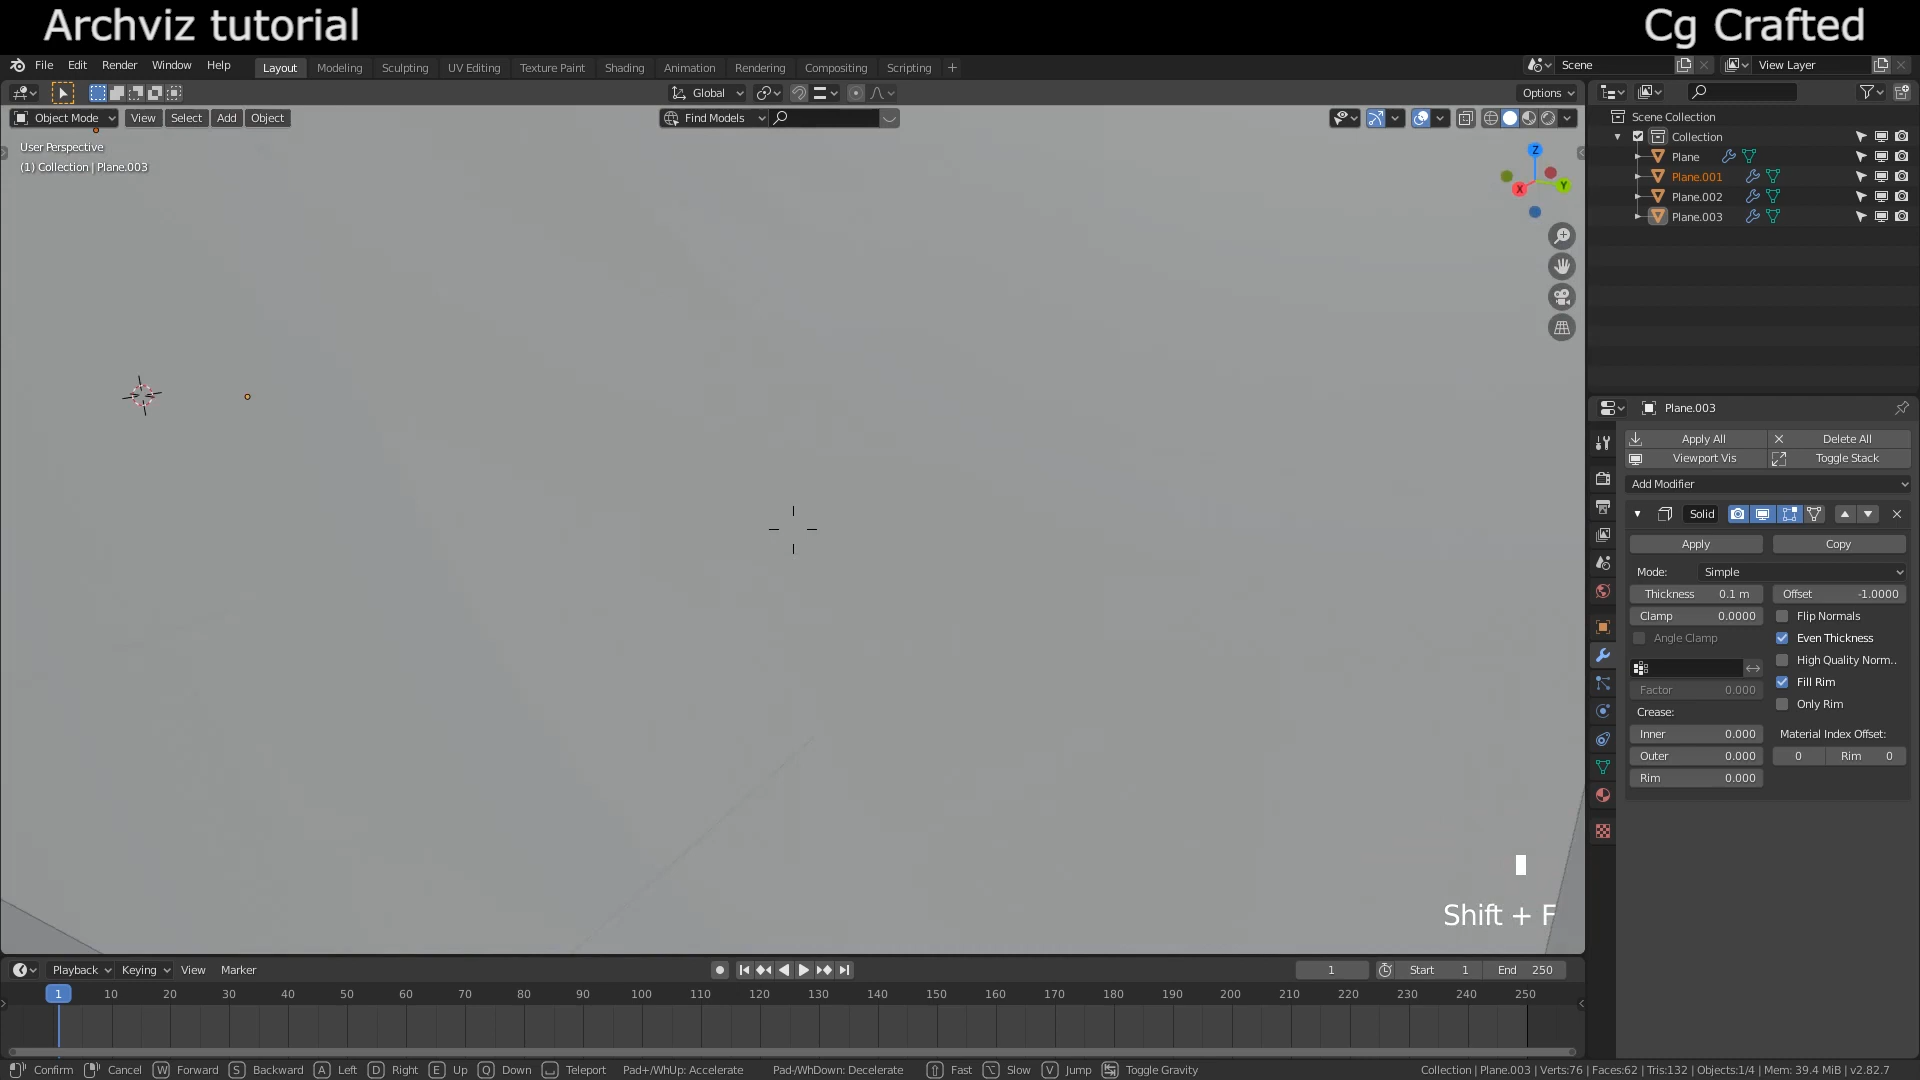 Archviz tutorial
Cg Crafted
File Edit Render Window Help
Layout Modeling Sculpting UV Editing Texture Paint Shading Animation Rendering Compositing Scripting +
Scene
View Layer
Global
Options
Object Mode View Select Add Object
Find Models
User Perspective
(1) Collection | Plane.003
Z
X
Y
Scene Collection
Collection
Plane
Plane.001
Plane.002
Plane.003
Plane.003
Apply All
Delete All
Viewport Vis
Toggle Stack
Add Modifier
Solid
Apply
Copy
Mode: Simple
Thickness 0.1 m
Offset -1.0000
Clamp 0.0000
Flip Normals
Angle Clamp
Even Thickness
High Quality Norm..
Factor 0.000
Fill Rim
Crease:
Only Rim
Inner 0.000
Material Index Offset:
Outer 0.000
0
Rim 0
Rim 0.000
Shift + F
Playback Keying View Marker
1
Start 1
End 250
1 10 20 30 40 50 60 70 80 90 100 110 120 130 140 150 160 170 180 190 200 210 220 230 240 250
Confirm Cancel W Forward S Backward A Left D Right E Up Q Down Teleport Pad+/WhUp: Accelerate Pad-/WhDown: Decelerate Fast Slow V Jump Toggle Gravity
Collection | Plane.003 | Verts:76 | Faces:62 | Tris:132 | Objects:1/4 | Mem: 39.4 MiB | v2.82.7